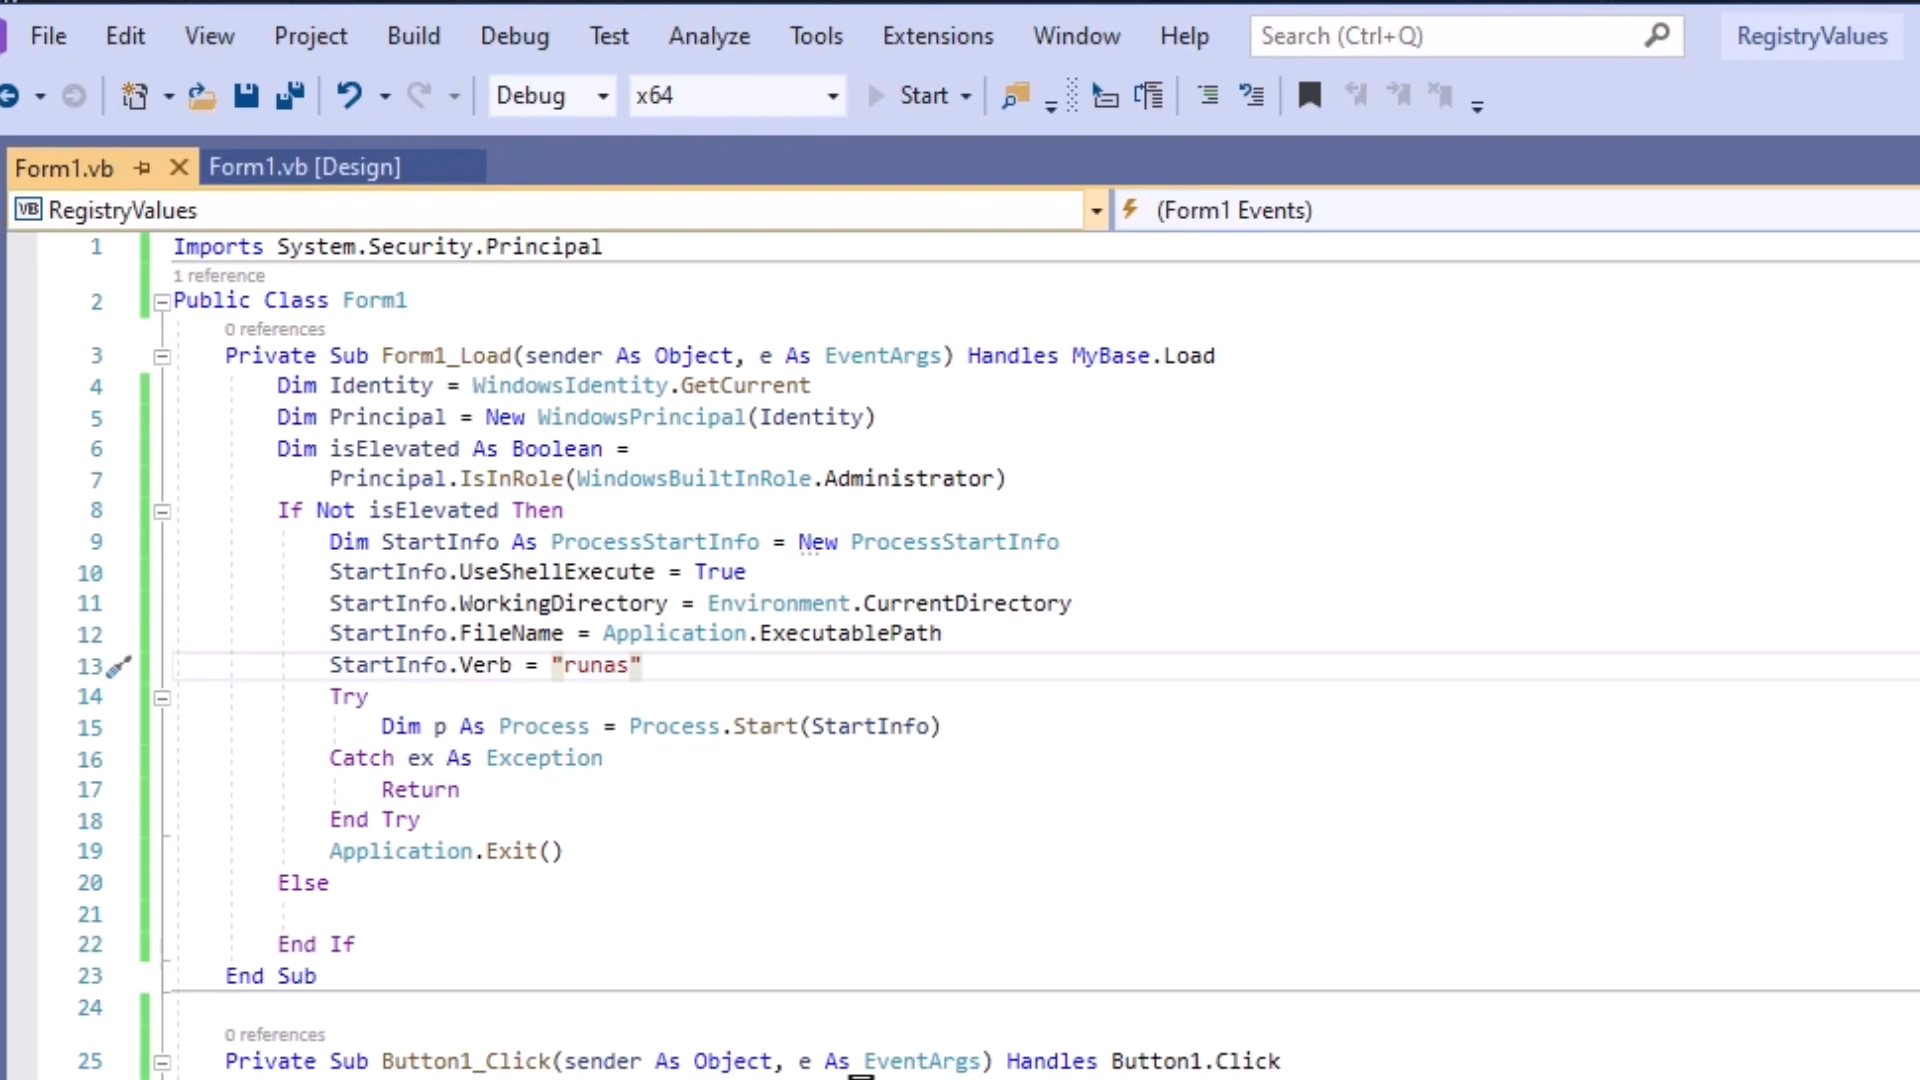 File Edit View Project Build Debug Test Analyze Tools Extensions Window Help Search (Ctrl+Q) RegistryValues
Debug x64 Start
Form1.vb Form1.vb [Design]
VB RegistryValues (Form1 Events)
1 Imports System.Security.Principal
1 reference
2 Public Class Form1
0 references
3 Private Sub Form1_Load(sender As Object, e As EventArgs) Handles MyBase.Load
4 Dim Identity = WindowsIdentity.GetCurrent
5 Dim Principal = New WindowsPrincipal(Identity)
6 Dim isElevated As Boolean =
7 Principal.IsInRole(WindowsBuiltInRole.Administrator)
8 If Not isElevated Then
9 Dim StartInfo As ProcessStartInfo = New ProcessStartInfo
10 StartInfo.UseShellExecute = True
11 StartInfo.WorkingDirectory = Environment.CurrentDirectory
12 StartInfo.FileName = Application.ExecutablePath
13 StartInfo.Verb = "runas"
14 Try
15 Dim p As Process = Process.Start(StartInfo)
16 Catch ex As Exception
17 Return
18 End Try
19 Application.Exit()
20 Else
21
22 End If
23 End Sub
24
0 references
25 Private Sub Button1_Click(sender As Object, e As EventArgs) Handles Button1.Click